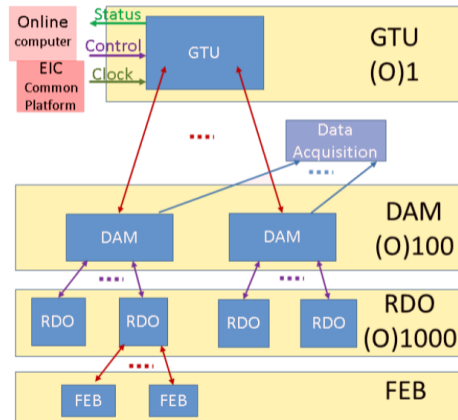 Online
computer
Status
Control
EIC
Common
Platform
Clock
GTU
GTU
(O)1
Data
Acquisition
DAM
DAM
DAM
(O)100
RDO
RDO
RDO
RDO
RDO
(O)1000
FEB
FEB
FEB